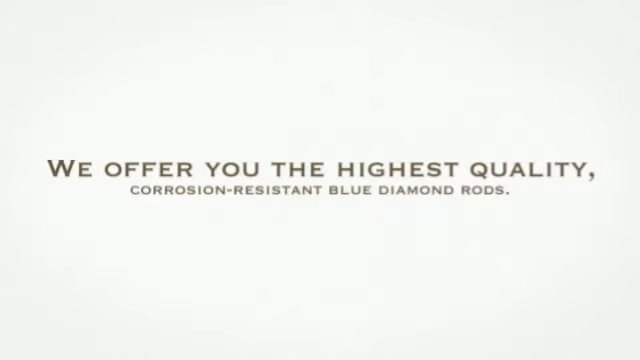 We offer you the highest quality,
corrosion-resistant blue diamond rods.